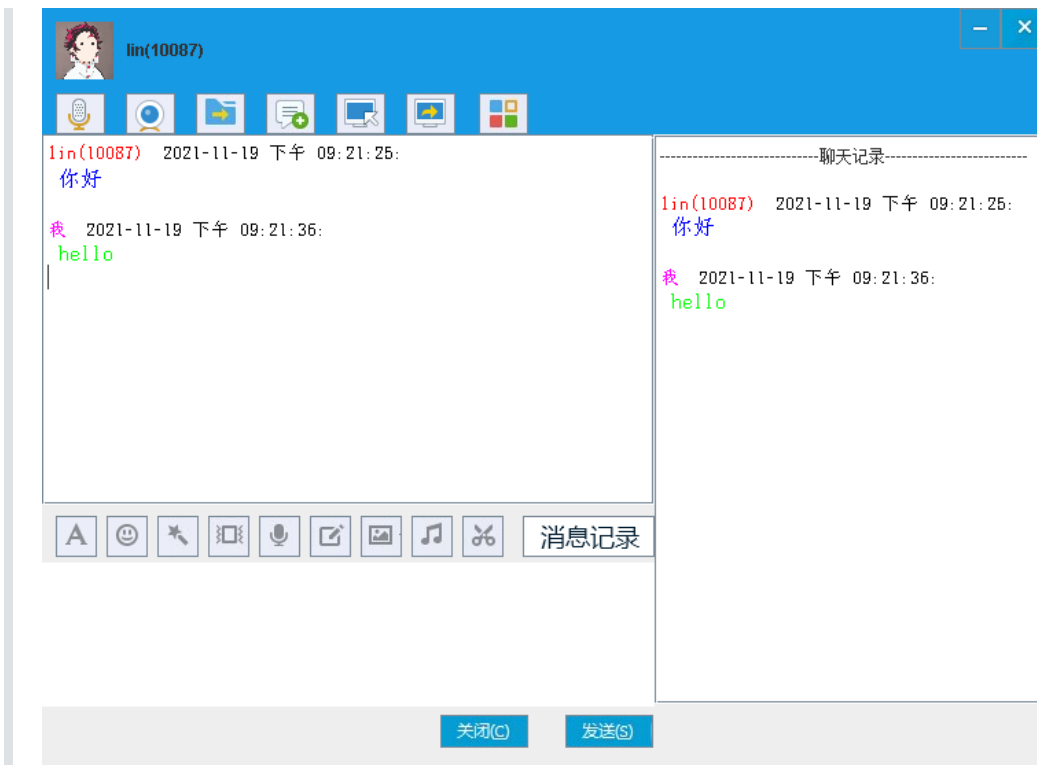 lin(10087)
lin(10087) 2021-11-19 下午 09:21:25:
你好
我 2021-11-19 下午 09:21:36:
hello
消息记录
-----------------------------聊天记录--------------------------
lin(10087) 2021-11-19 下午 09:21:25:
你好
我 2021-11-19 下午 09:21:36:
hello
关闭(C)
发送(S)